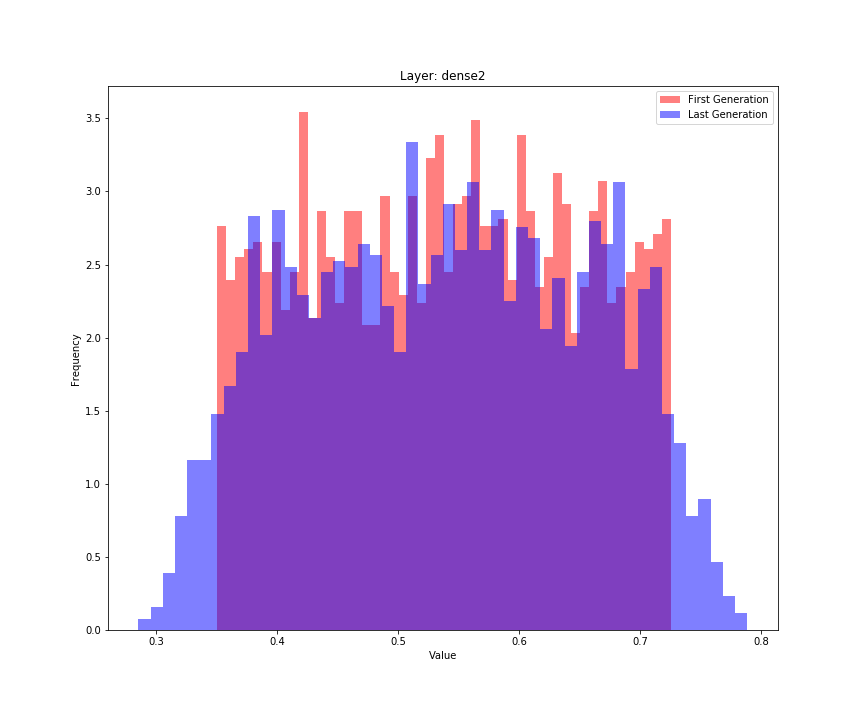 Layer: dense2
First Generation
Last Generation
Frequency
3.5
3.0
2.5
2.0
1.5
1.0
0.5
0.0
0.3 0.4 0.5 0.6 0.7 0.8
Value